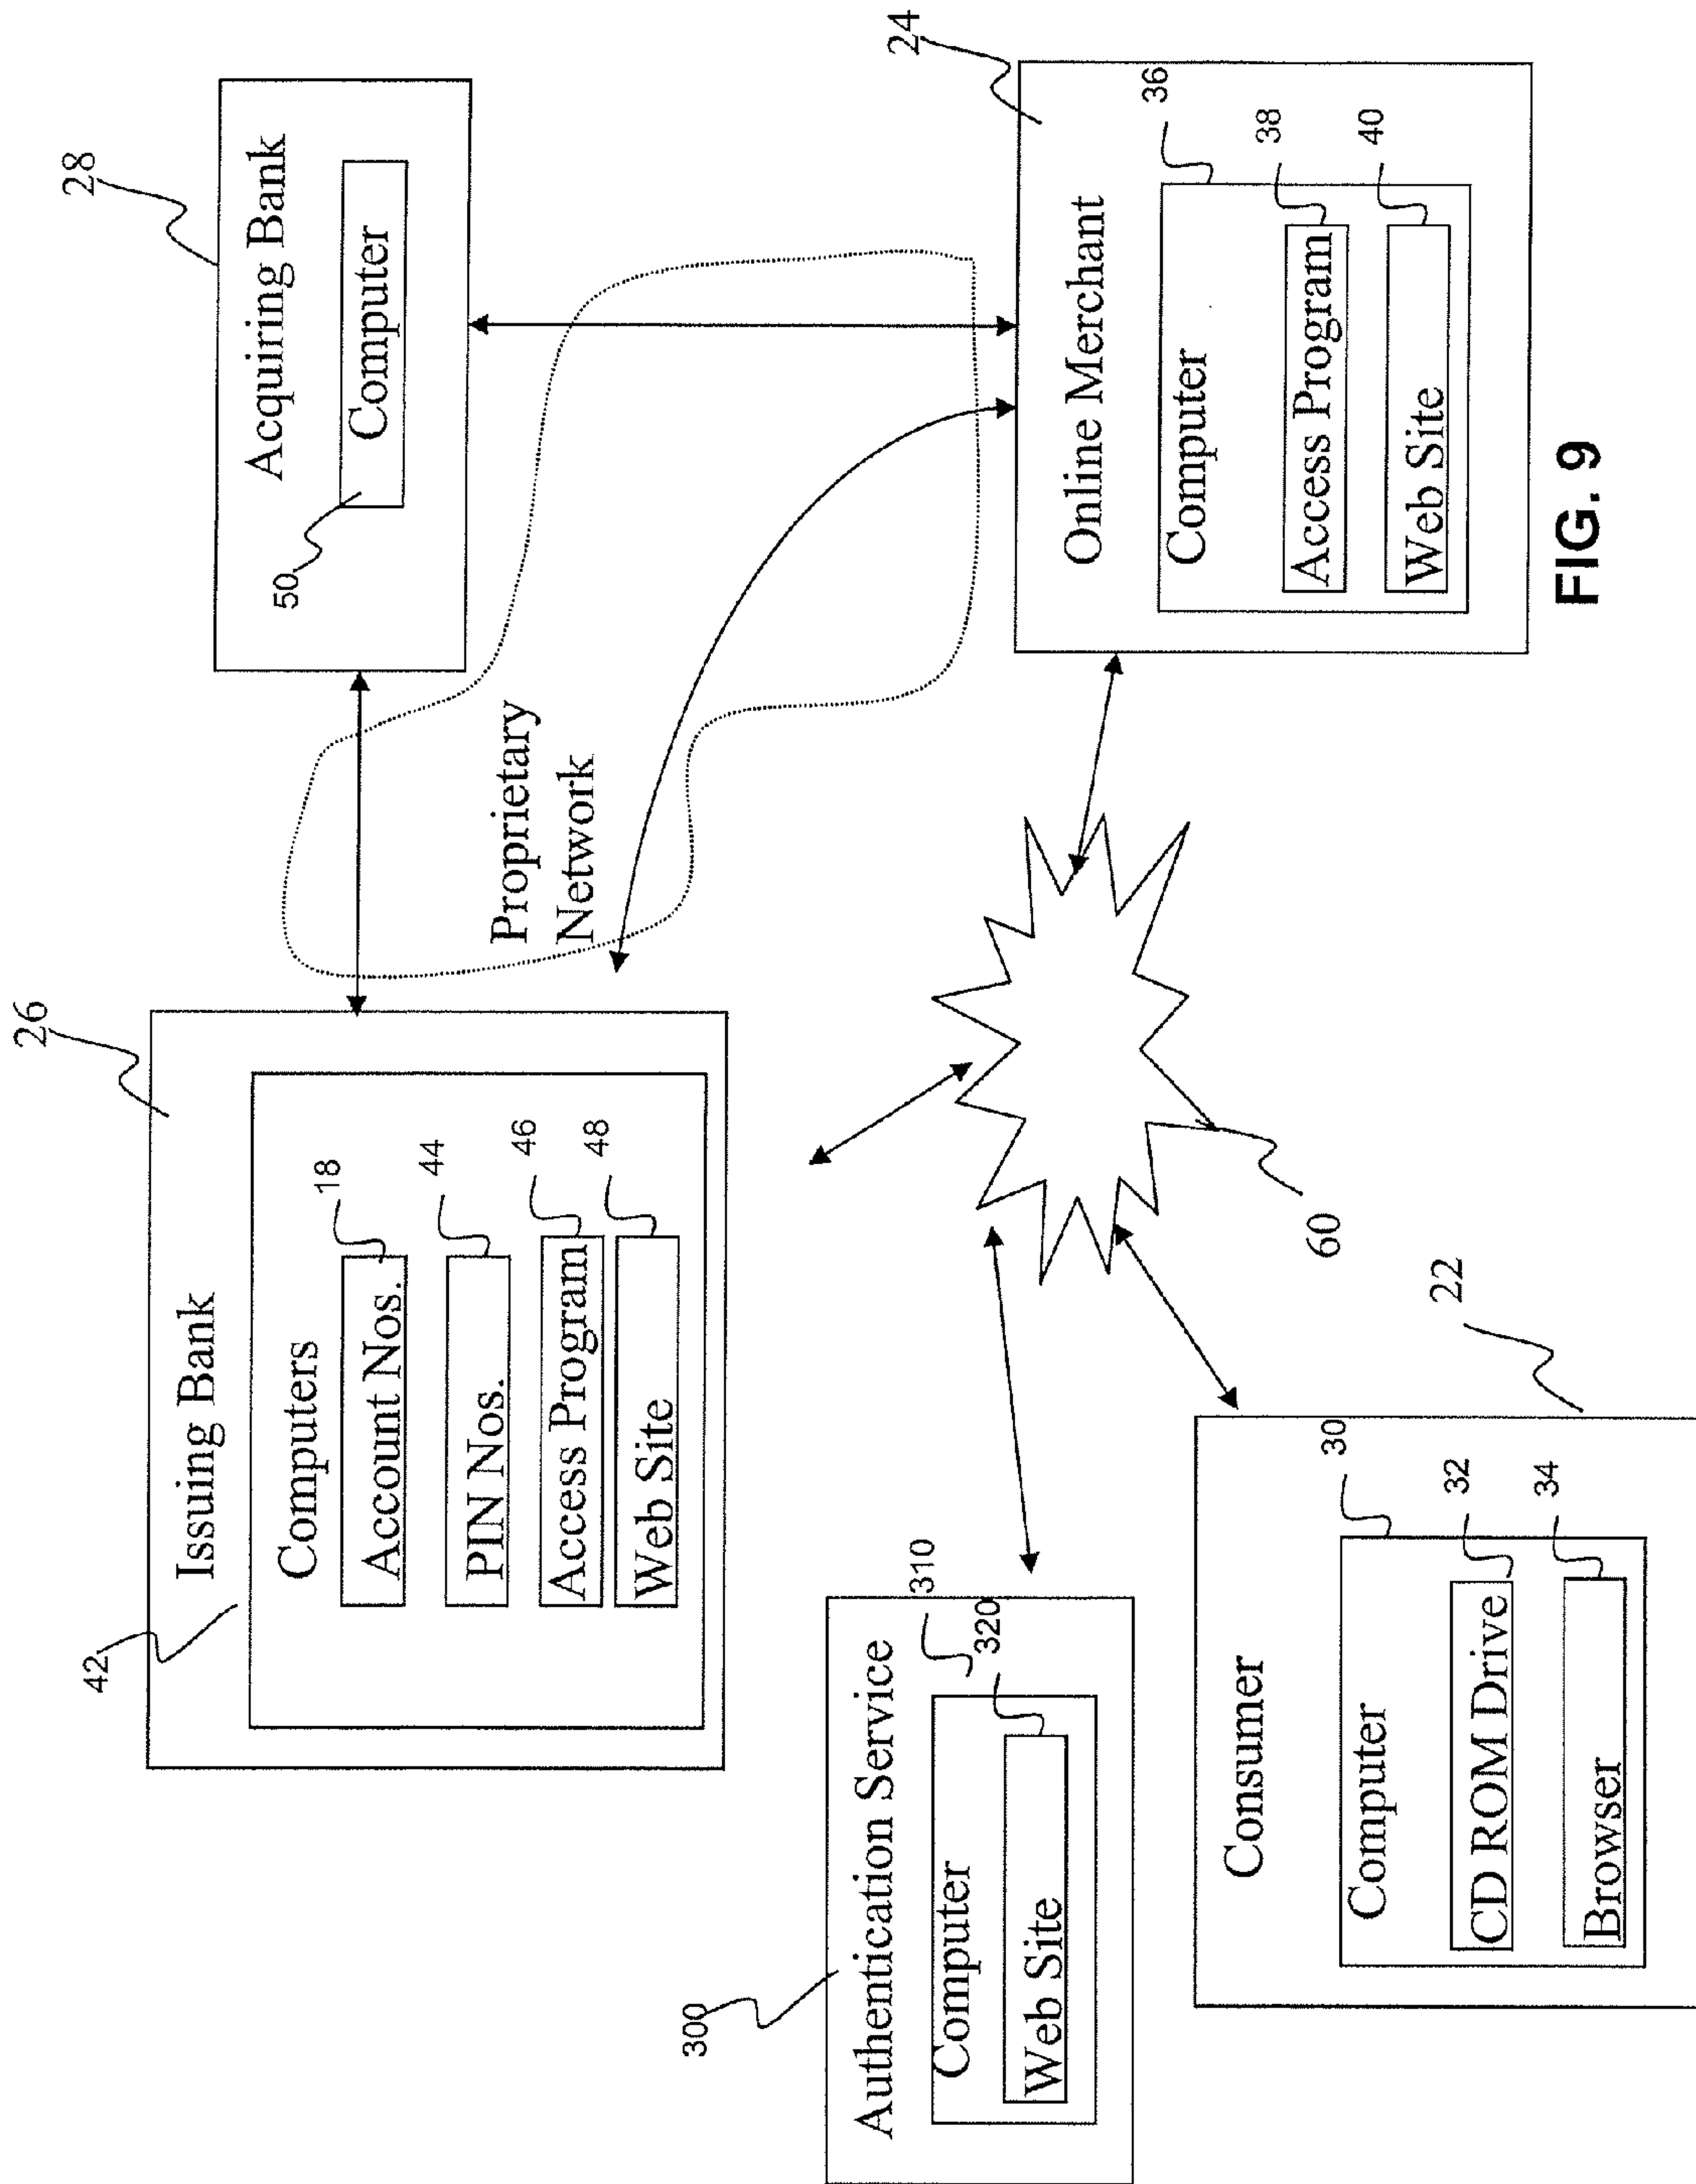 26
Issuing Bank
42
Computers
Account Nos.
18
PIN Nos.
44
Access Program
46
Web Site
48
28
Acquiring Bank
50
Computer
Proprietary
Network
300
Authentication Service
310
Computer
320
Web Site
60
24
Online Merchant
36
Computer
Access Program
38
Web Site
40
22
Consumer
30
Computer
CD ROM Drive
32
Browser
34
FIG. 9